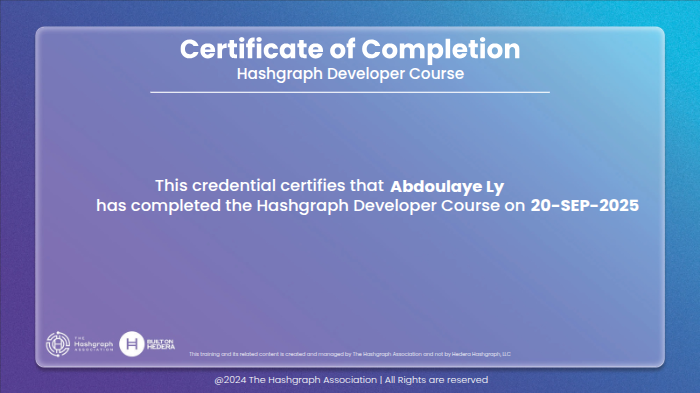 Certificate of Completion
Hashgraph Developer Course
This credential certifies that Abdoulaye Ly
has completed the Hashgraph Developer Course on 20-SEP-2025
THE
Hashgraph
ASSOCIATION
BUILT ON
HEDERA
This training and its related content is created and managed by The Hashgraph Association and not by Hedera Hashgraph, LLC
@2024 The Hashgraph Association | All Rights are reserved